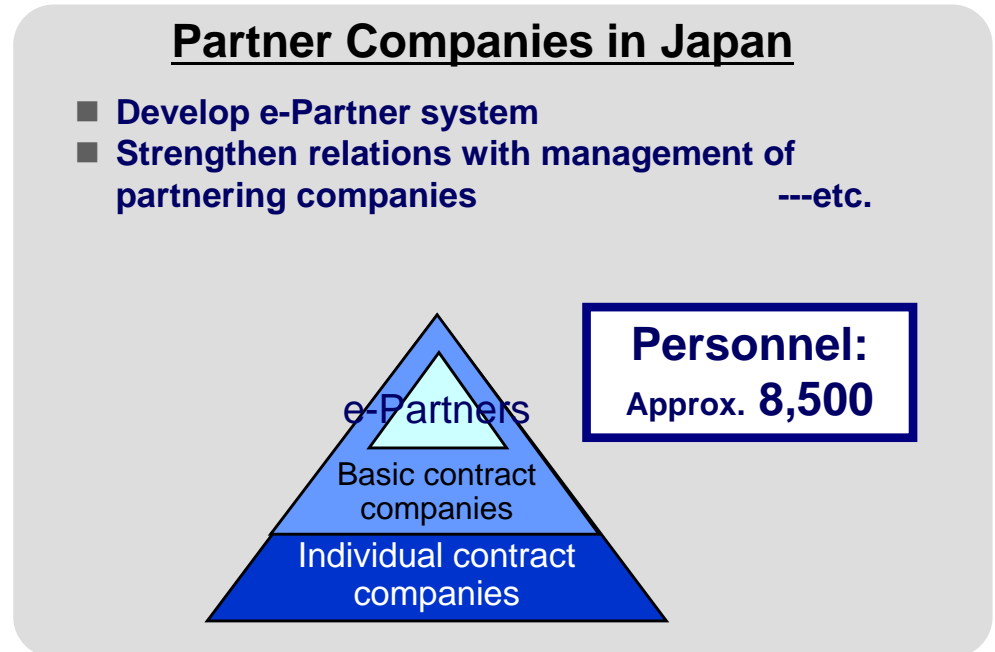 Partner Companies in Japan
Develop e-Partner system
Strengthen relations with management of
partnering companies ---etc.
Personnel:
Approx. 8,500
e-Partners
Basic contract
companies
Individual contract
companies